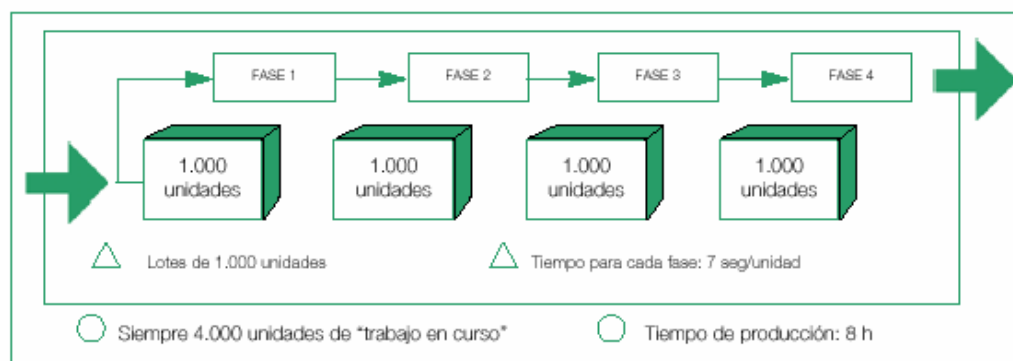 FASE 1
FASE 2
FASE 3
FASE 4
1.000
unidades
1.000
unidades
1.000
unidades
1.000
unidades
Lotes de 1.000 unidades
Tiempo para cada fase: 7 seg/unidad
Siempre 4.000 unidades de “trabajo en curso”
Tiempo de producción: 8 h